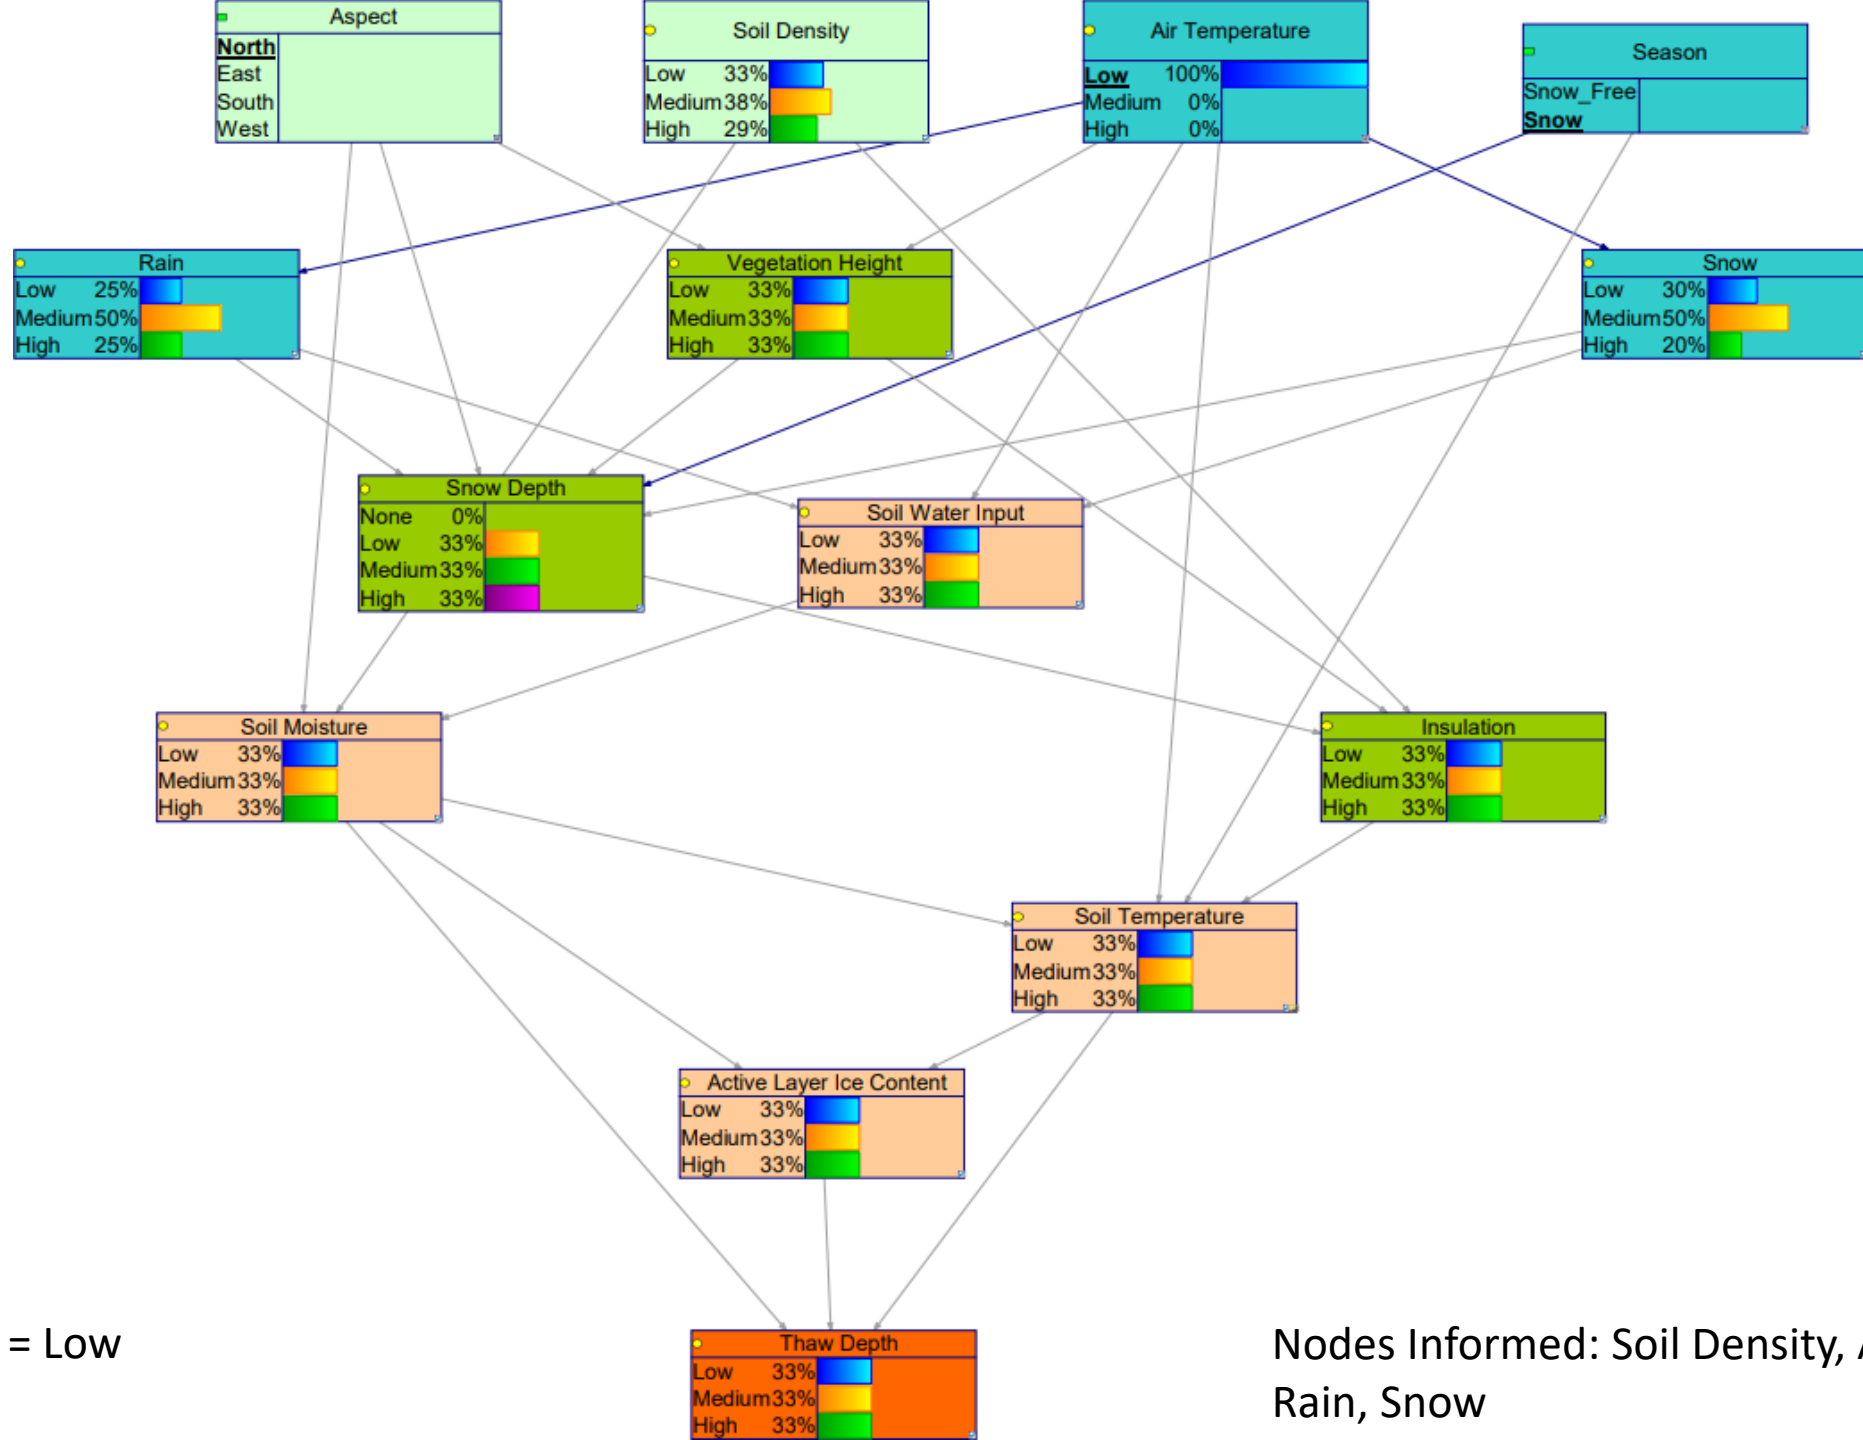 Aspect
North
East
South
West
Soil Density
Low 33%
Medium 38%
High 29%
Air Temperature
Low 100%
Medium 0%
High 0%
Season
Snow_Free
Snow
Rain
Low 25%
Medium 50%
High 25%
Vegetation Height
Low 33%
Medium 33%
High 33%
Snow
Low 30%
Medium 50%
High 20%
Snow Depth
None 0%
Low 33%
Medium 33%
High 33%
Soil Water Input
Low 33%
Medium 33%
High 33%
Soil Moisture
Low 33%
Medium 33%
High 33%
Insulation
Low 33%
Medium 33%
High 33%
Soil Temperature
Low 33%
Medium 33%
High 33%
Active Layer Ice Content
Low 33%
Medium 33%
High 33%
Thaw Depth
Low 33%
Medium 33%
High 33%
= Low
Nodes Informed: Soil Density,
Rain, Snow